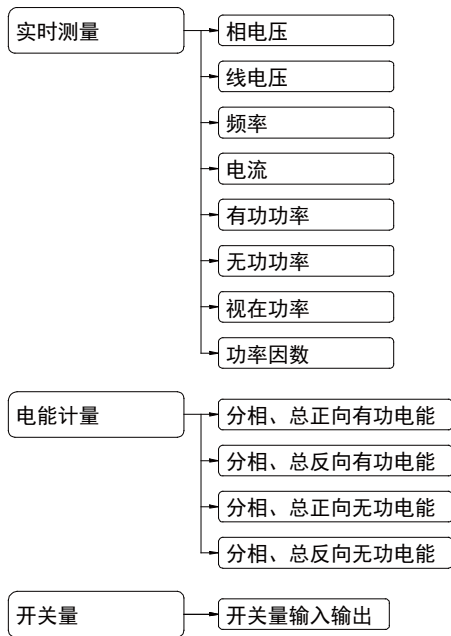 实时测量
相电压
线电压
频率
电流
有功功率
无功功率
视在功率
功率因数
电能计量
分相、总正向有功电能
分相、总反向有功电能
分相、总正向无功电能
分相、总反向无功电能
开关量
开关量输入输出